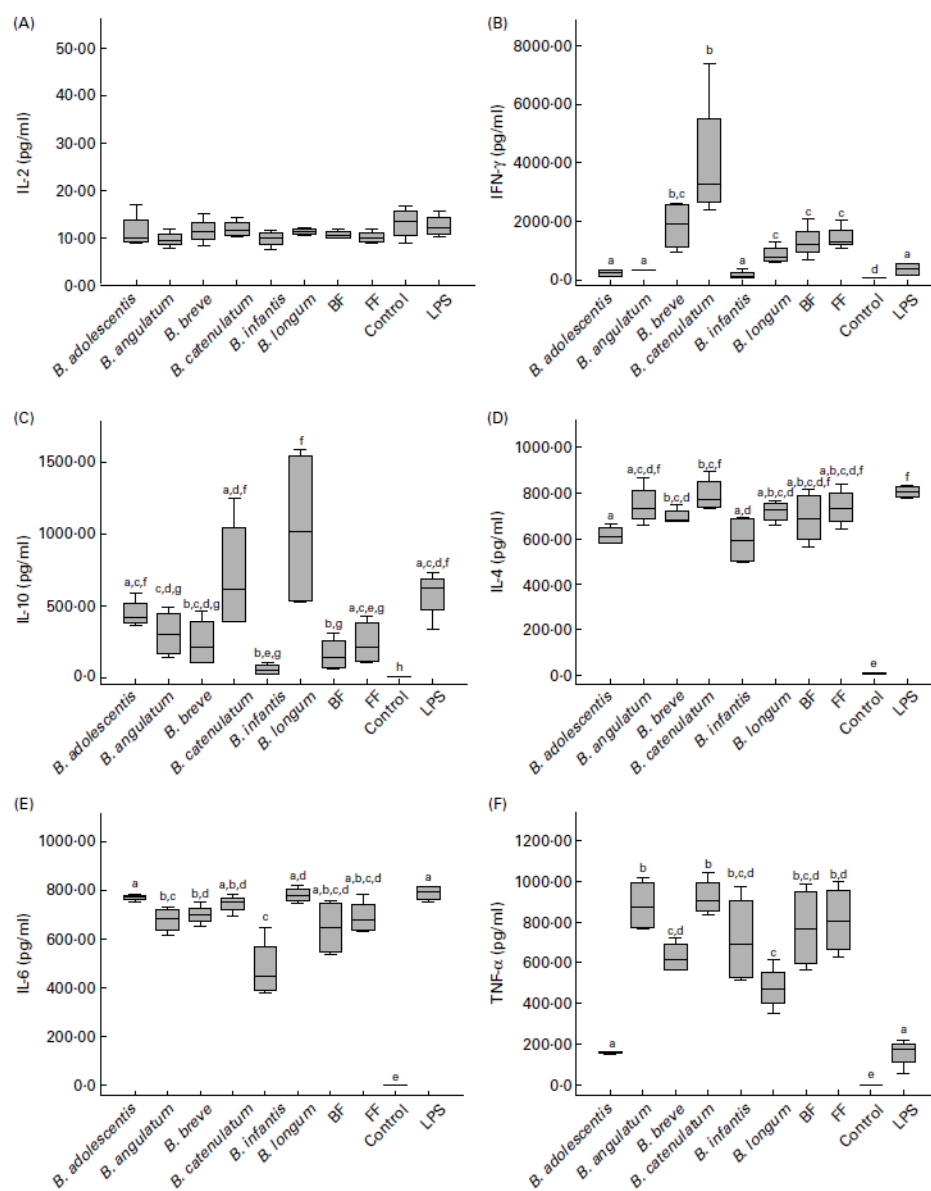 (A)
IL-2 (pg/ml)
50·00
40·00
30·00
20·00
10·00
0·00
B. adolescentis
B. angulatum
B. breve
B. catenulatum
B. infantis
B. longum
BF
FF
Control
LPS
(B)
IFN-γ (pg/ml)
8000·00
6000·00
4000·00
2000·00
0·0
a
a
b,c
b
a
c
c
c
d
a
B. adolescentis
B. angulatum
B. breve
B. catenulatum
B. infantis
B. longum
BF
FF
Control
LPS
(C)
IL-10 (pg/ml)
1500·00
1000·00
500·00
0·0
a,c,f
c,d,g
b,c,d,g
a,d,f
b,e,g
f
b,g
a,c,e,g
h
a,c,d,f
B. adolescentis
B. angulatum
B. breve
B. catenulatum
B. infantis
B. longum
BF
FF
Control
LPS
(D)
IL-4 (pg/ml)
1000·00
800·00
600·00
400·00
200·00
0·0
a
a,c,d,f
b,c,d
b,c,f
a,d
a,b,c,d
a,b,c,d,f
a,b,c,d,f
e
f
B. adolescentis
B. angulatum
B. breve
B. catenulatum
B. infantis
B. longum
BF
FF
Control
LPS
(E)
IL-6 (pg/ml)
1000·00
800·00
600·00
400·00
200·00
0·0
a
b,c
b,d
a,b,d
c
a,d
a,b,c,d
a,b,c,d
e
a
B. adolescentis
B. angulatum
B. breve
B. catenulatum
B. infantis
B. longum
BF
FF
Control
LPS
(F)
TNF-α (pg/ml)
1200·00
1000·00
800·00
600·00
400·00
200·00
0·0
a
b
c,d
b
b,c,d
c
b,c,d
b,d
e
a
B. adolescentis
B. angulatum
B. breve
B. catenulatum
B. infantis
B. longum
BF
FF
Control
LPS